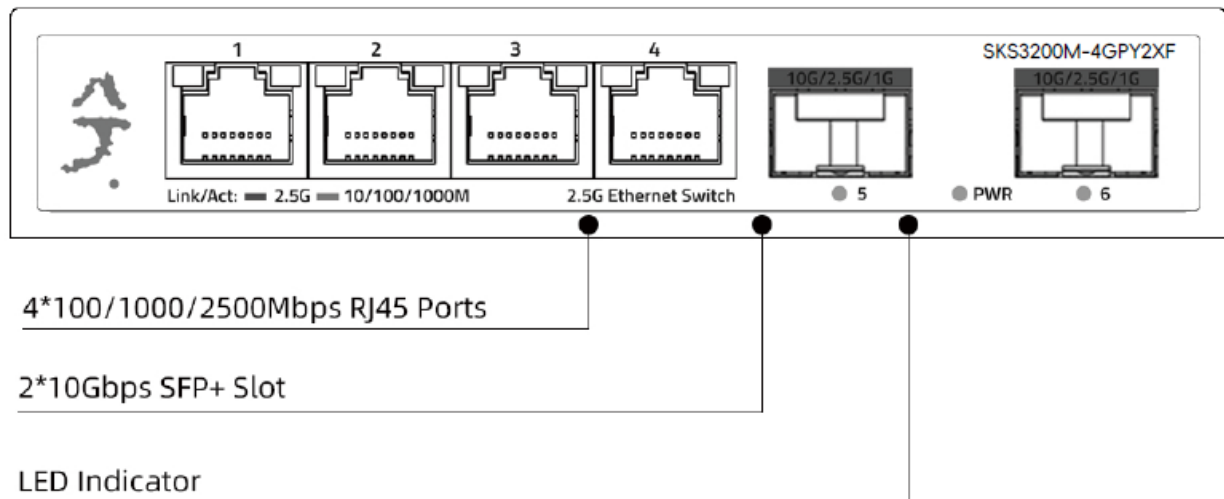 1 2 3 4 SKS3200M-4GPY2XF
10G/2.5G/1G 10G/2.5G/1G
Link/Act: 2.5G 10/100/1000M 2.5G Ethernet Switch 5 PWR 6
4*100/1000/2500Mbps RJ45 Ports
2*10Gbps SFP+ Slot
LED Indicator